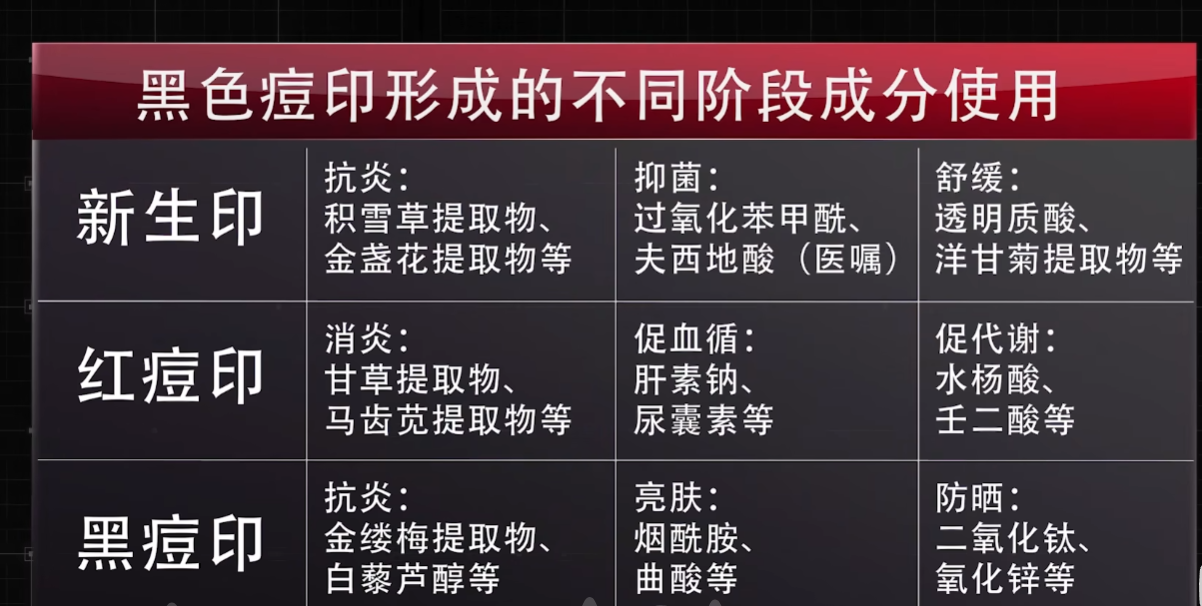 黑色痘印形成的不同阶段成分使用
新生印
抗炎：
积雪草提取物、
金盏花提取物等
抑菌：
过氧化苯甲酰、
夫西地酸（医嘱）
舒缓：
透明质酸、
洋甘菊提取物等
红痘印
消炎：
甘草提取物、
马齿苋提取物等
促血循：
肝素钠、
尿囊素等
促代谢：
水杨酸、
壬二酸等
黑痘印
抗炎：
金缕梅提取物、
白藜芦醇等
亮肤：
烟酰胺、
曲酸等
防晒：
二氧化钛、
氧化锌等